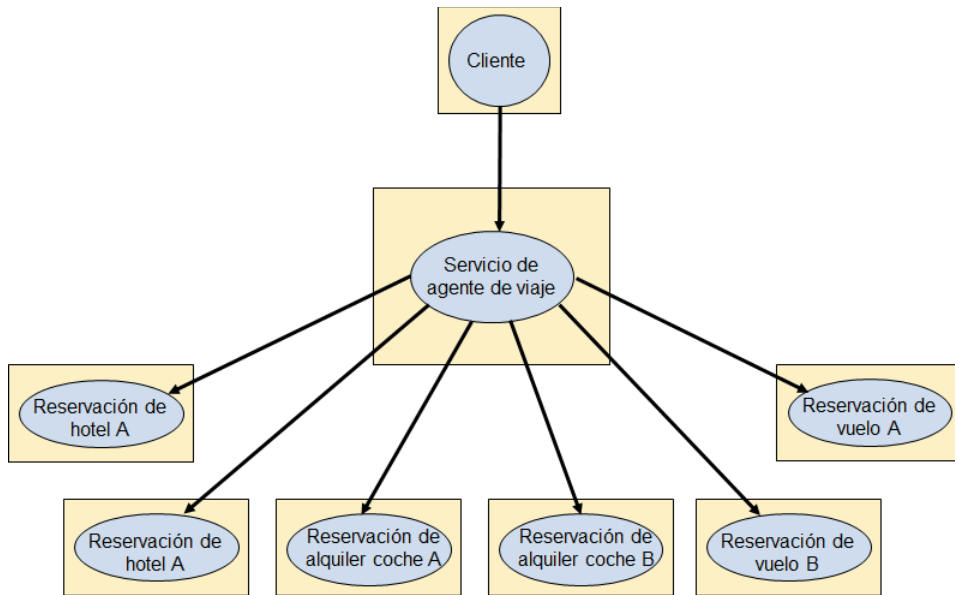 Cliente
Servicio de
agente de viaje
Reservación de
hotel A
Reservación de
vuelo A
Reservación de
hotel A
Reservación de
alquiler coche A
Reservación de
alquiler coche B
Reservación de
vuelo B